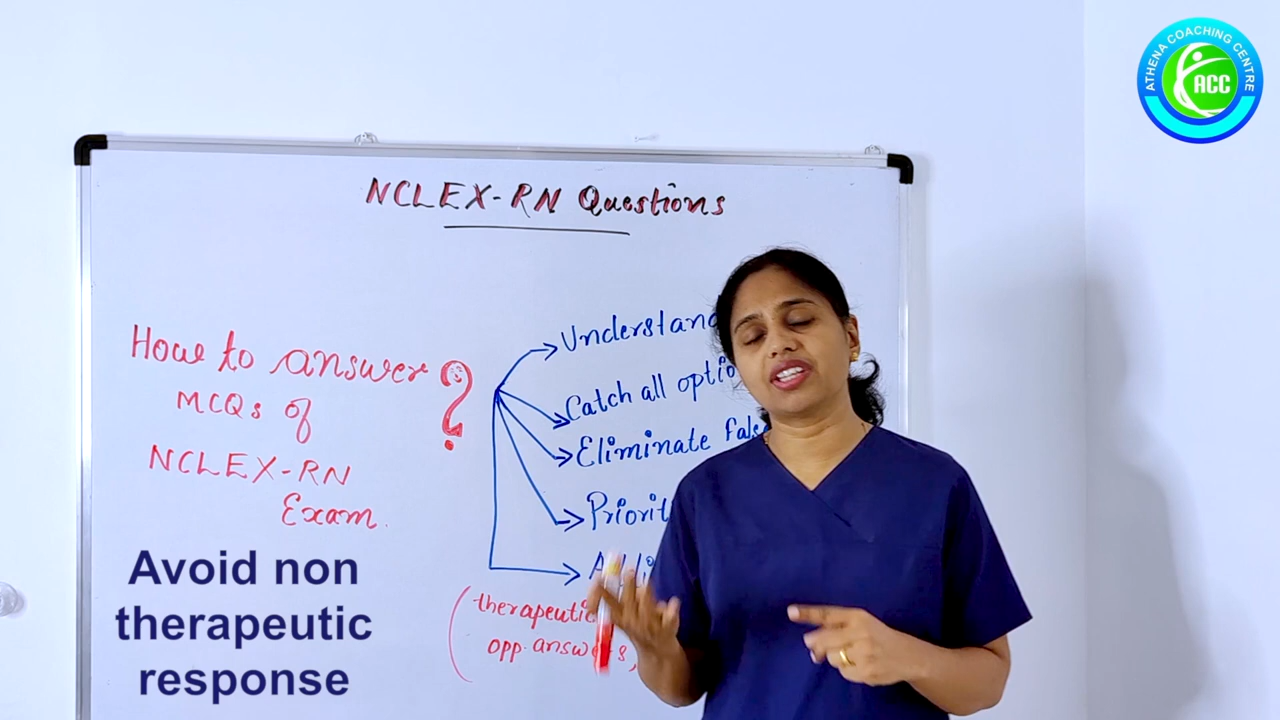 ATHENA COACHING CENTRE
ACC
NCLEX-RN Questions
How to answer
MCQs of
NCLEX-RN
Exam.
?
Understand
Catch all optio
Eliminate fals
Priorit
(therapeutic
opp. answers,
Avoid non
therapeutic
response